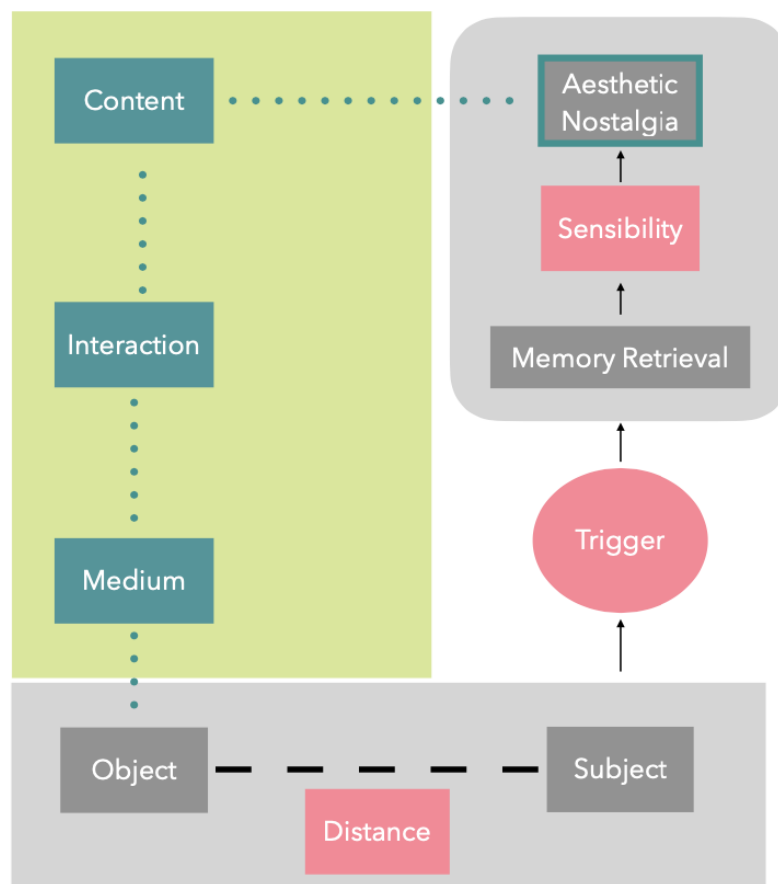 Content
Aesthetic
Nostalgia
Sensibility
Interaction
Memory Retrieval
Trigger
Medium
Object
Subject
Distance